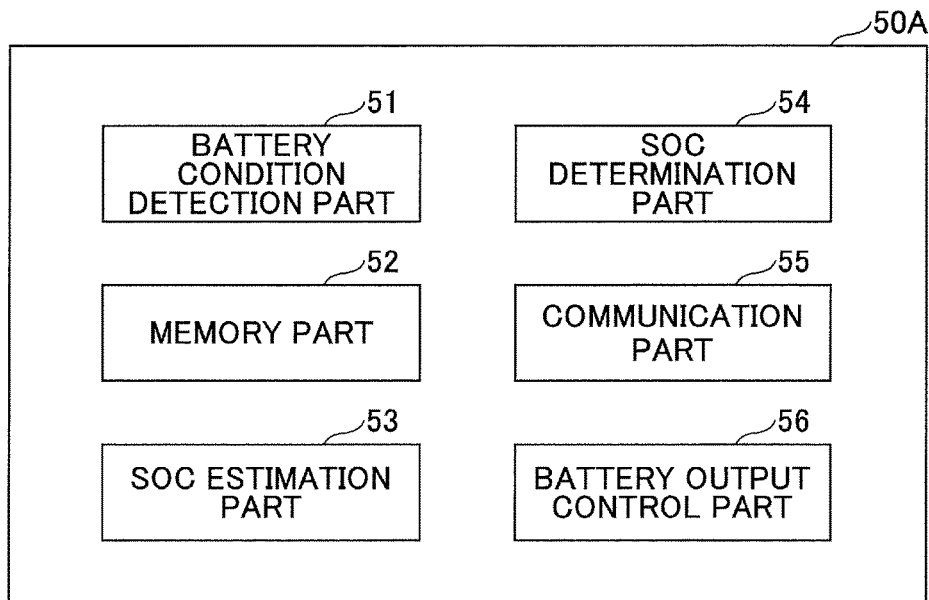 50A
51
BATTERY
CONDITION
DETECTION PART
54
SOC
DETERMINATION
PART
52
MEMORY PART
55
COMMUNICATION
PART
53
SOC ESTIMATION
PART
56
BATTERY OUTPUT
CONTROL PART